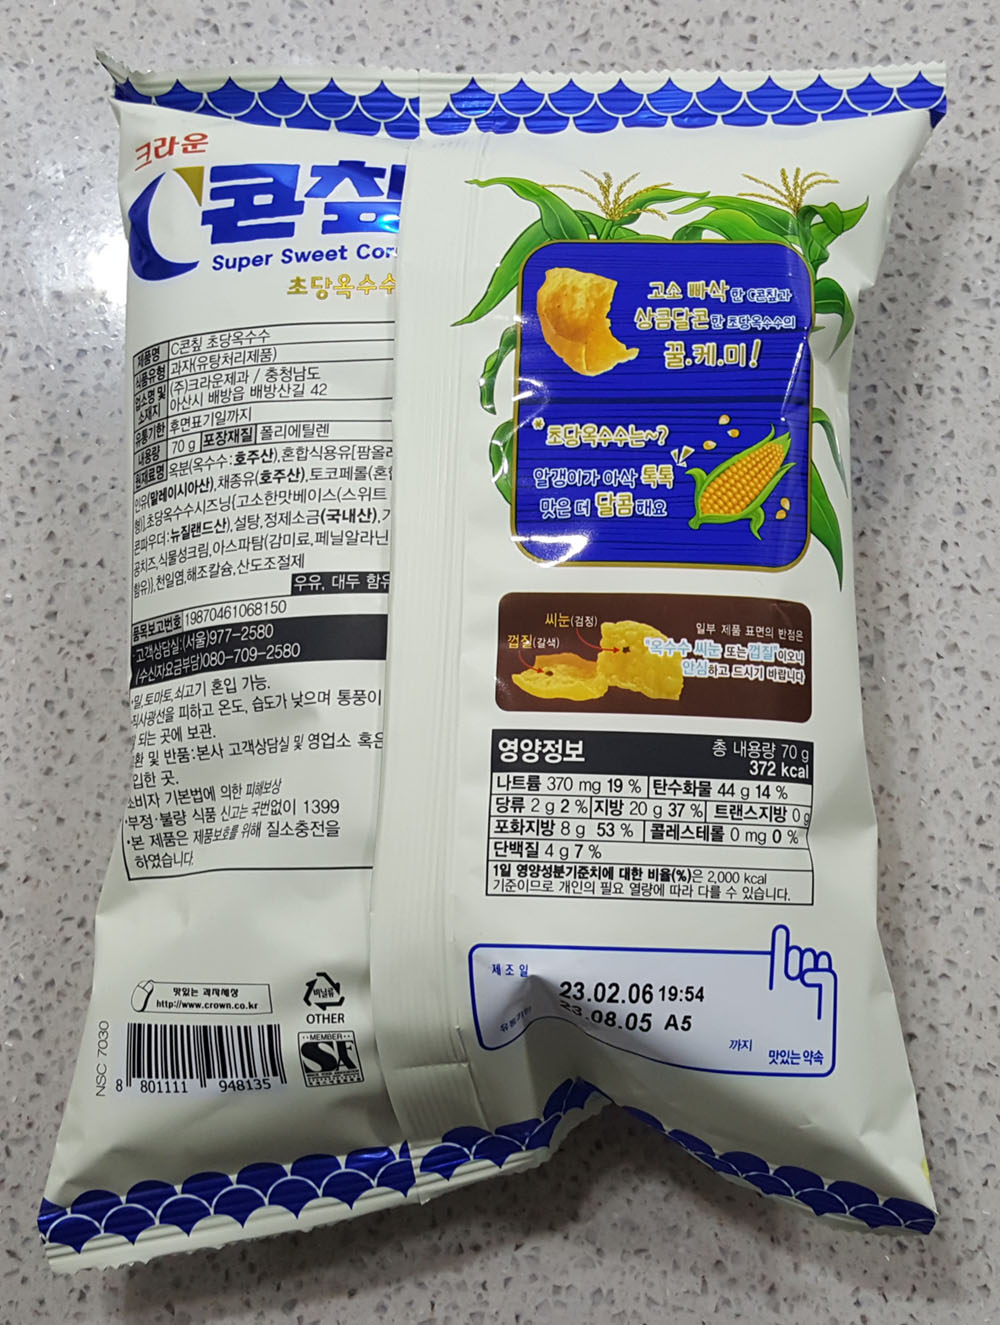 크라운
C콘칲
Super Sweet Cor
초당옥수수
제품명 C콘칲 초당옥수수
식품유형 과자(유탕처리제품)
업소명 및 소재지 (주)크라운제과 / 충청남도
아산시 배방읍 배방산길 42
유통기한 후면표기일까지
내용량 70 g 포장재질 폴리에틸렌
원재료명 옥분(옥수수:호주산),혼합식용유[팜올레
인유(말레이시아산),채종유(호주산),토코페롤(혼합
형)],초당옥수수시즈닝{고소한맛베이스(스위트
콘파우더:뉴질랜드산),설탕,정제소금(국내산),가
공치즈,식물성크림,아스파탐(감미료,페닐알라닌
함유)},천일염,해조칼슘,산도조절제
우유, 대두 함유
품목보고번호 19870461068150
고객상담실:(서울)977-2580
(수신자요금부담)080-709-2580
·밀,토마토,쇠고기 혼입 가능.
직사광선을 피하고 온도, 습도가 낮으며 통풍이
되는 곳에 보관.
환 및 반품:본사 고객상담실 및 영업소 혹은
입한 곳.
소비자 기본법에 의한 피해보상
·부정·불량 식품 신고는 국번없이 1399
·본 제품은 제품보호를 위해 질소충전을
하였습니다.
맛있는 과자세상
http://www.crown.co.kr
비닐류
OTHER
NSC 7030
8 801111 948135
MEMBER
고소 빠삭한 C콘칲과
상큼달콘한 초당옥수수의
꿀.케.미!
*초당옥수수는~?
알갱이가 아삭 톡톡
맛은 더 달콤해요
씨눈(검정)
껍질(갈색)
일부 제품 표면의 반점은
"옥수수 씨눈 또는 껍질"이오니
안심하고 드시기 바랍니다
영양정보 총 내용량 70 g
372 kcal
나트륨 370 mg 19 % 탄수화물 44 g 14 %
당류 2 g 2 % 지방 20 g 37 % 트랜스지방 0 g
포화지방 8 g 53 % 콜레스테롤 0 mg 0 %
단백질 4 g 7 %
1일 영양성분기준치에 대한 비율(%)은 2,000 kcal
기준이므로 개인의 필요 열량에 따라 다를 수 있습니다.
제조일
23.02.06 19:54
유통기한 23.08.05 A5
까지
맛있는 약속